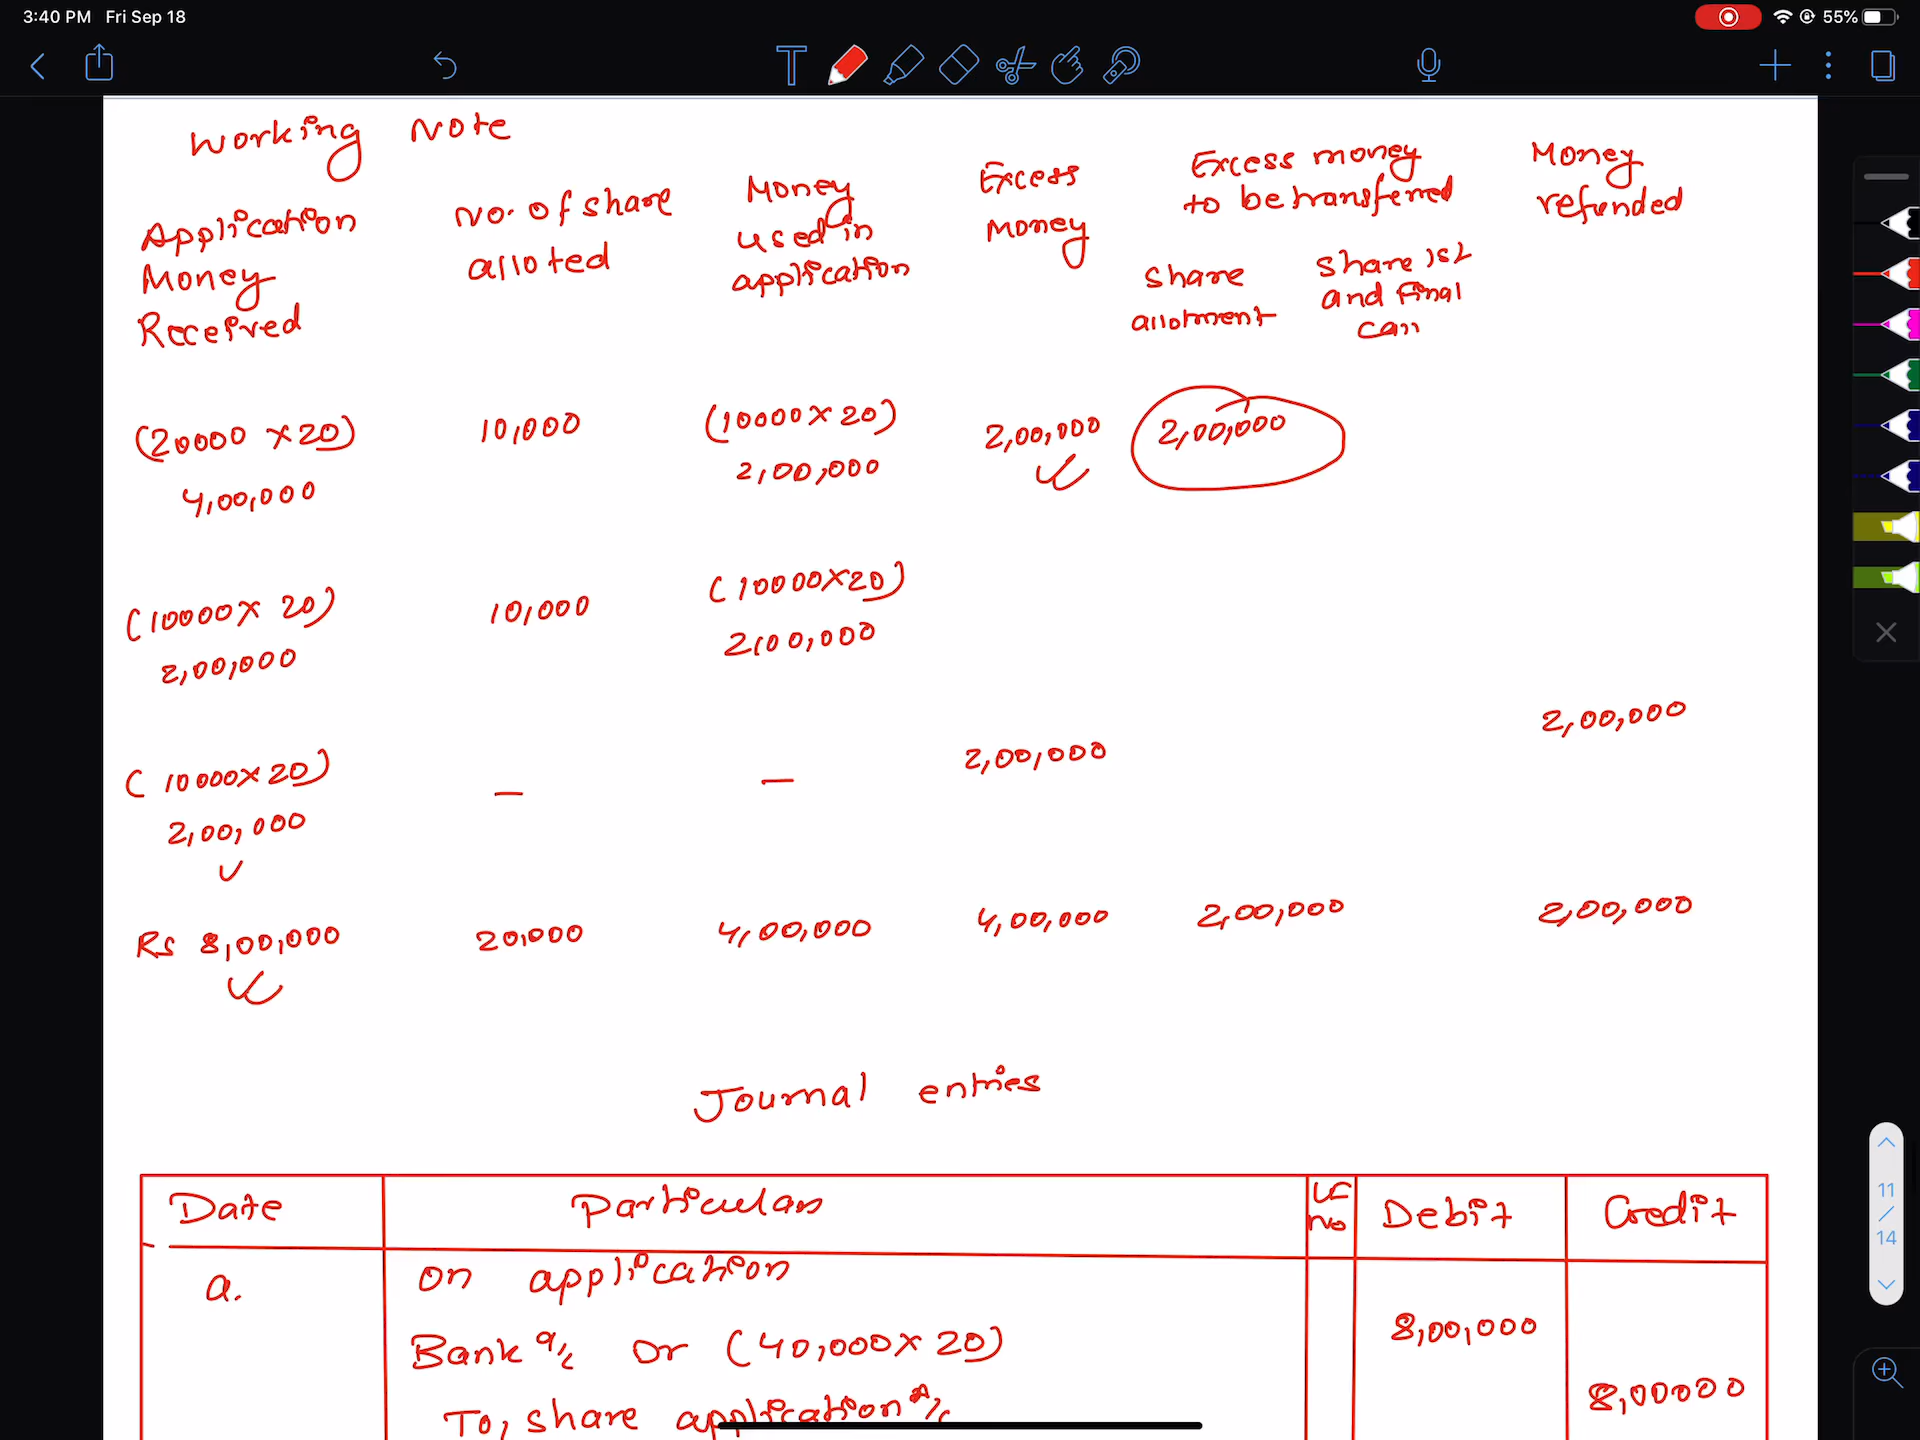 3:40 PM Fri Sep 18
55%
Working Note
Application Money Received
No. of share alloted
Money used in application
Excess Money
Excess money to be transferred
Money refunded
Share allotment
Share 1st and final call
(20000 × 20)
4,00,000
10,000
(10000 × 20)
2,00,000
2,00,000
2,00,000
(10000 × 20)
2,00,000
10,000
(10000×20)
2,00,000
(10000×20)
2,00,000
—
—
2,00,000
2,00,000
Rs 8,00,000
20,000
4,00,000
4,00,000
2,00,000
2,00,000
Journal entries
Date Particulars LF no Debit Credit
a. On application
Bank a/c Dr (40,000×20) 8,00,000
To, share application a/c 8,00000
11
/
14